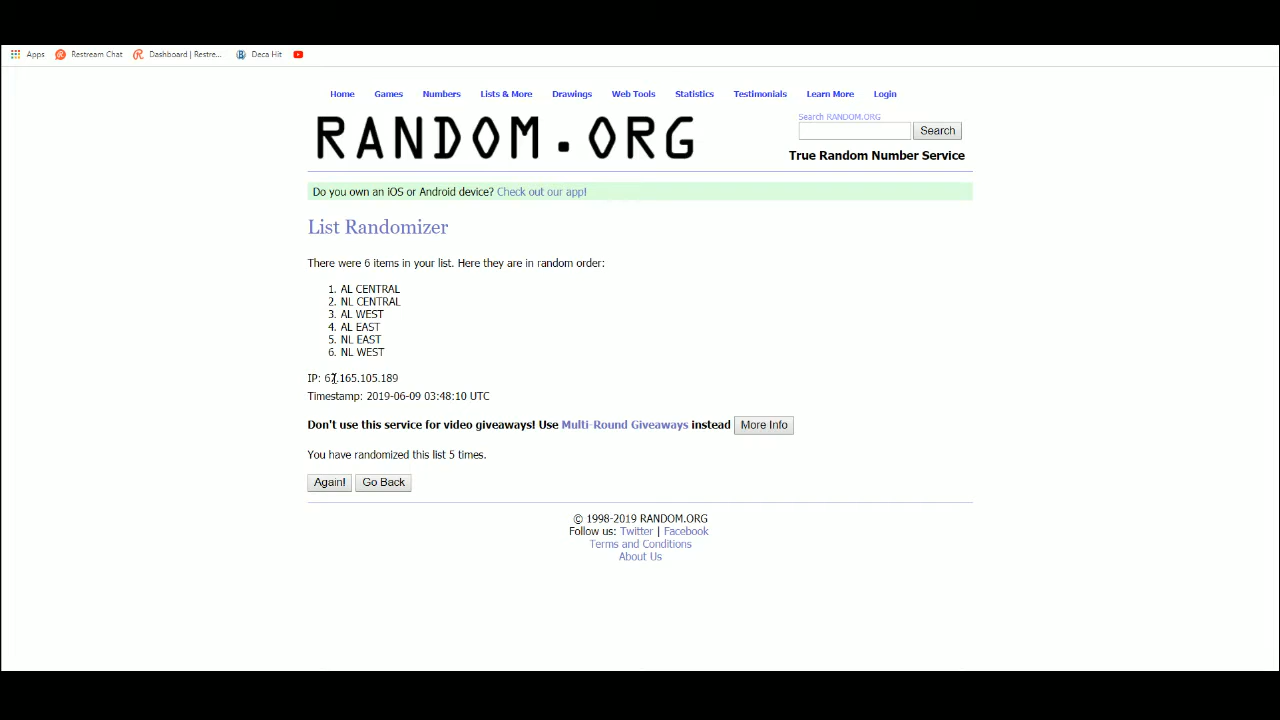 Apps Restream Chat Dashboard | Restre... Deca Hit
Home Games Numbers Lists & More Drawings Web Tools Statistics Testimonials Learn More Login
RANDOM.ORG
Search RANDOM.ORG
Search
True Random Number Service
Do you own an iOS or Android device? Check out our app!
List Randomizer
There were 6 items in your list. Here they are in random order:
1. AL CENTRAL
2. NL CENTRAL
3. AL WEST
4. AL EAST
5. NL EAST
6. NL WEST
IP:
Timestamp: 2019-06-09 03:48:10 UTC
Don't use this service for video giveaways! Use Multi-Round Giveaways instead More Info
You have randomized this list 5 times.
Again! Go Back
© 1998-2019 RANDOM.ORG
Follow us: Twitter | Facebook
Terms and Conditions
About Us